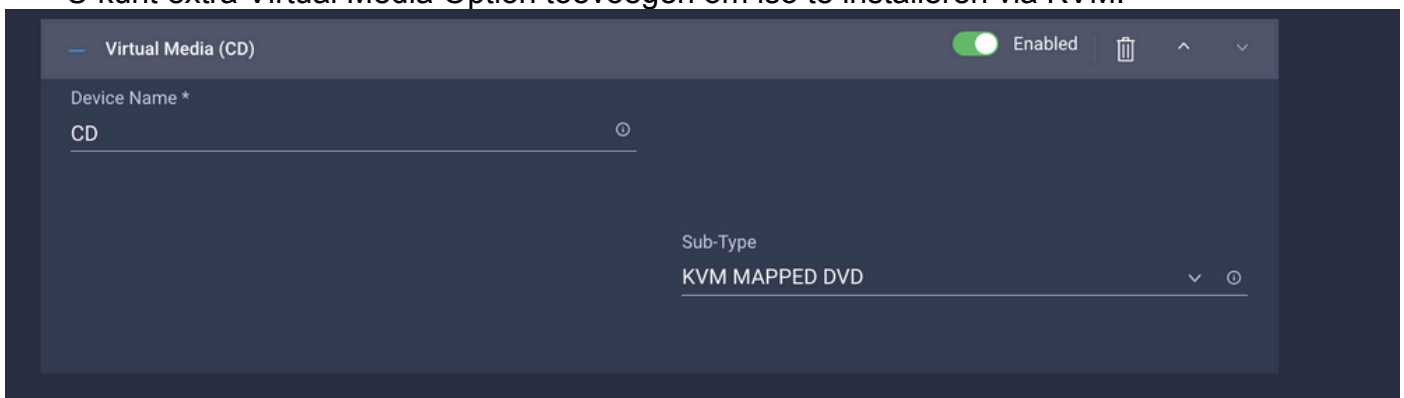 U kunt extra Virtual Media Option toevoegen om iso te installeren via KVM.
Virtual Media (CD)
Enabled
Device Name *
CD
Sub-Type
KVM MAPPED DVD